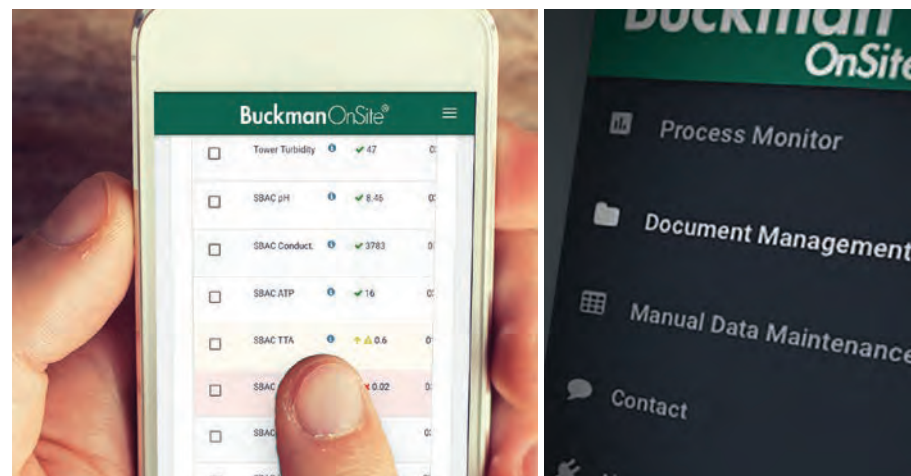 BuckmanOnSite®
Tower Turbidity 47
SBAC pH 8.46
SBAC Conduct. 3783
SBAC ATP 16
SBAC TTA 0.6
SBAC 0.02
SBAC
Buckman
OnSite
Process Monitor
Document Management
Manual Data Maintenance
Contact